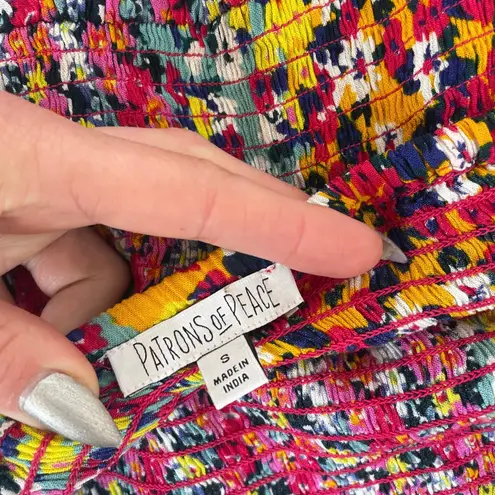 PATRONS OF PEACE
S
MADE IN
INDIA